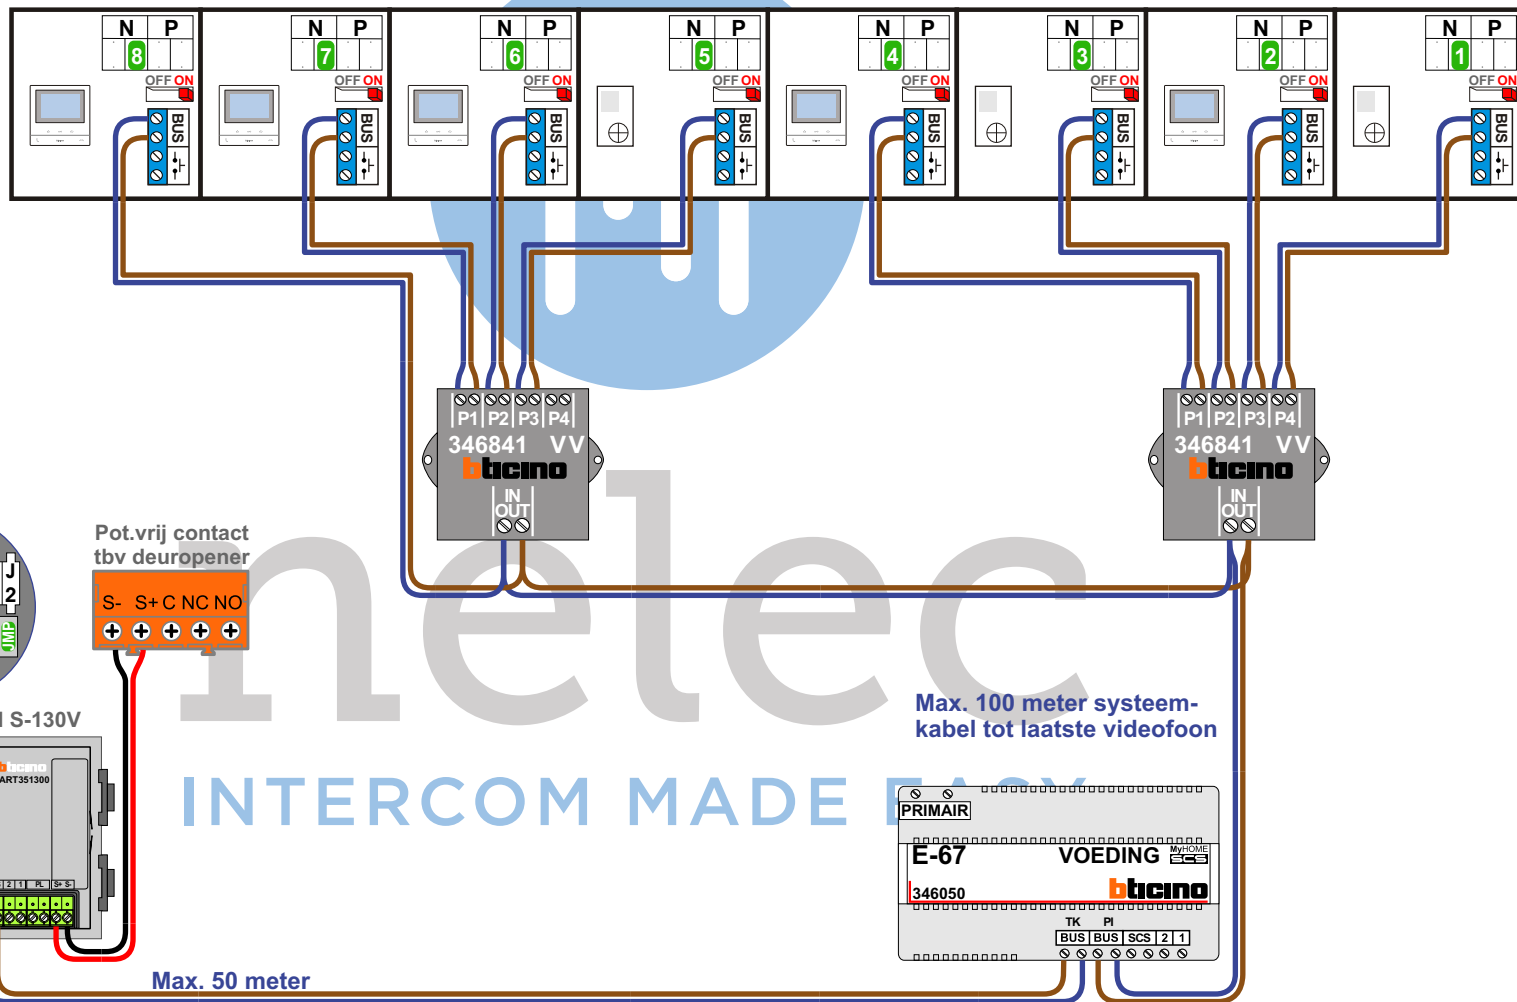 N P
8
OFF ON
BUS
N P
7
OFF ON
BUS
N P
6
OFF ON
BUS
N P
5
OFF ON
BUS
N P
4
OFF ON
BUS
N P
3
OFF ON
BUS
N P
2
OFF ON
BUS
N P
1
OFF ON
BUS
P1 P2 P3 P4
346841 VV
bticino
IN
OUT
P1 P2 P3 P4
346841 VV
bticino
IN
OUT
Pot.vrij contact
tbv deuropener
S- S+ C NC NO
J
2
JMP
S-130V
bticino
ART351300
2 1 PL S+ S-
nelec
INTERCOM MADE EASY
Max. 100 meter systeem-
kabel tot laatste videofoon
PRIMAIR
E-67 VOEDING MyHOME
SCS
346050 bticino
TK PI
BUS BUS SCS 2 1
Max. 50 meter